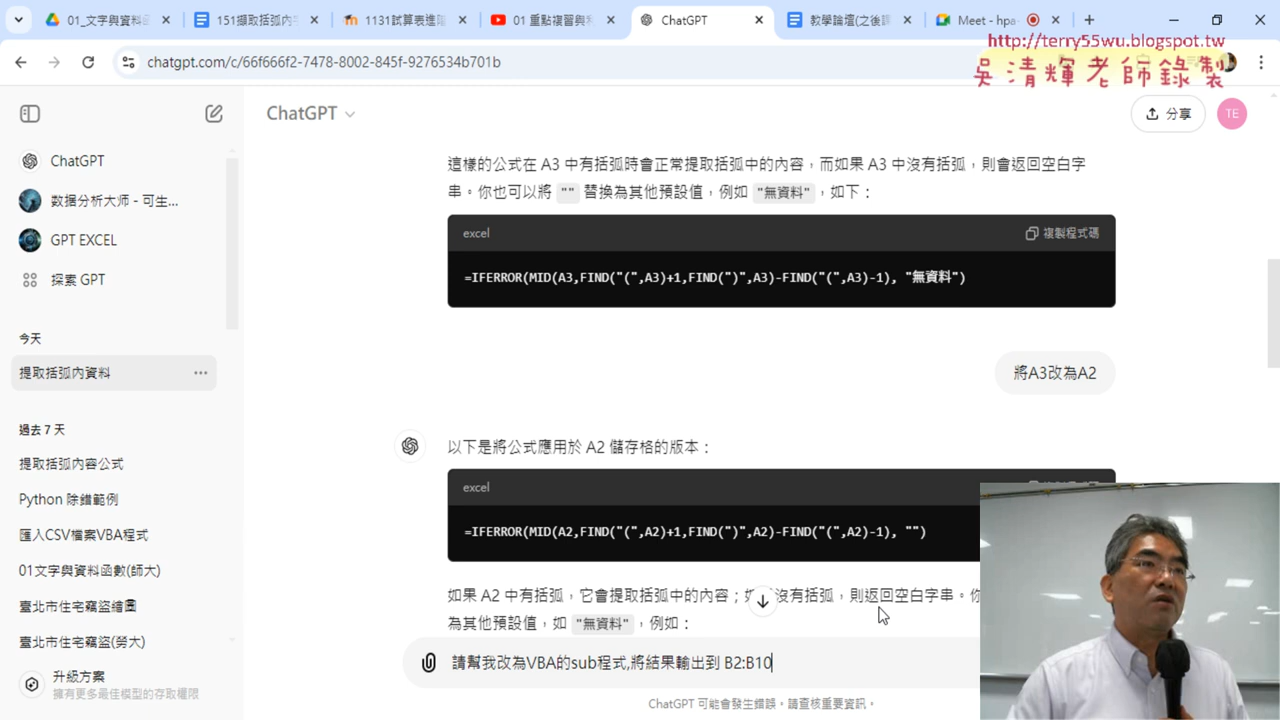 01_文字與資料函
151擷取括弧內容
1131試算表進階
01 重點複習與
ChatGPT
教學論壇(之後課
Meet - hpa-
http://terry55wu.blogspot.tw
吳清輝老師錄製
chatgpt.com/c/66f666f2-7478-8002-845f-9276534b701b
ChatGPT
分享
TE
ChatGPT
数据分析大师 - 可生...
GPT EXCEL
探索 GPT
今天
提取括弧內資料
過去 7 天
提取括弧內容公式
Python 除錯範例
匯入CSV檔案VBA程式
01文字與資料函數(師大)
臺北市住宅竊盜繪圖
臺北市住宅竊盜(勞大)
升級方案
擁有更多最佳模型的存取權限
這樣的公式在 A3 中有括弧時會正常提取括弧中的內容，而如果 A3 中沒有括弧，則會返回空白字
串。你也可以將 "" 替換為其他預設值，例如 "無資料"，如下：
excel
複製程式碼
=IFERROR(MID(A3,FIND("(",A3)+1,FIND(")",A3)-FIND("(",A3)-1), "無資料")
將A3改為A2
以下是將公式應用於 A2 儲存格的版本：
excel
=IFERROR(MID(A2,FIND("(",A2)+1,FIND(")",A2)-FIND("(",A2)-1), "")
如果 A2 中有括弧，它會提取括弧中的內容；如 沒有括弧，則返回空白字串。
為其他預設值，如 "無資料"，例如：
請幫我改為VBA的sub程式,將結果輸出到 B2:B10
ChatGPT 可能會發生錯誤。請查核重要資訊。